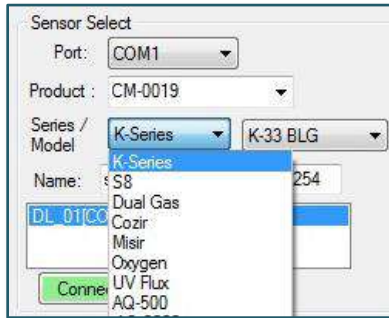 Sensor Select
Port: COM1
Product : CM-0019
Series / Model K-Series K-33 BLG
K-Series
Name: s 254
S8
Dual Gas
DL_01[CO
Cozir
Misir
Oxygen
Conne
UV Flux
AQ-500